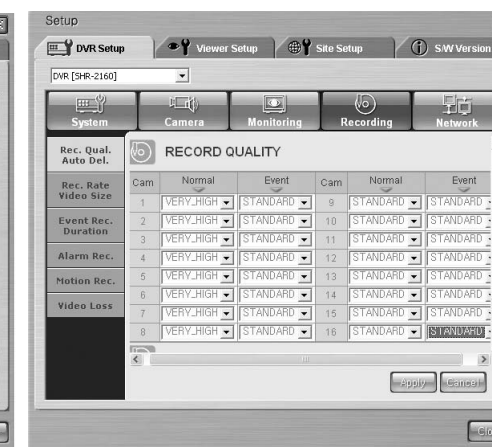 Setup
DVR Setup Viewer Setup Site Setup S/W Version
DVR [SHR-2160]
System Camera Monitoring Recording Network
Rec. Qual.
Auto Del.
Rec. Rate
Video Size
Event Rec.
Duration
Alarm Rec.
Motion Rec.
Video Loss
RECORD QUALITY
Cam Normal Event Cam Normal Event
1 VERY_HIGH STANDARD 9 STANDARD STANDARD
2 VERY_HIGH STANDARD 10 STANDARD STANDARD
3 VERY_HIGH STANDARD 11 STANDARD STANDARD
4 VERY_HIGH STANDARD 12 STANDARD STANDARD
5 VERY_HIGH STANDARD 13 STANDARD STANDARD
6 VERY_HIGH STANDARD 14 STANDARD STANDARD
7 VERY_HIGH STANDARD 15 STANDARD STANDARD
8 VERY_HIGH STANDARD 16 STANDARD STANDARD
Apply Cancel
Clo